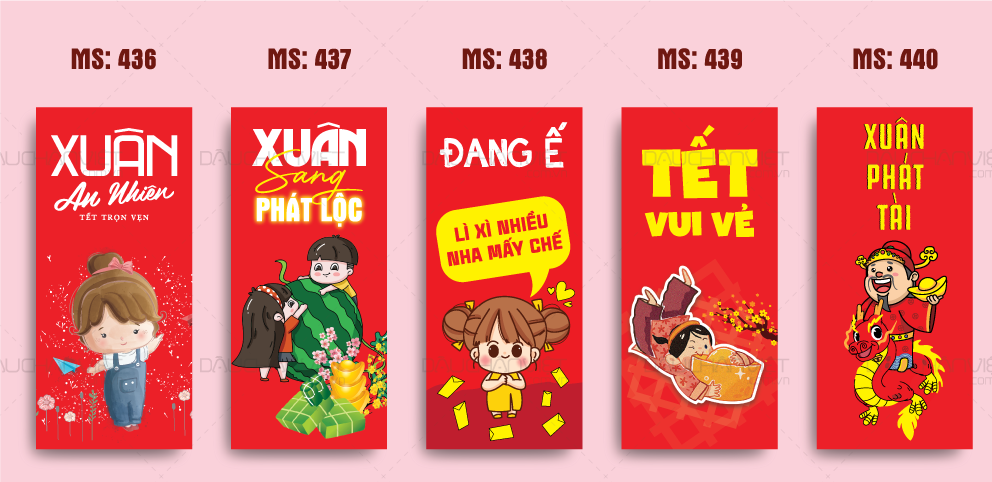 MS: 436
MS: 437
MS: 438
MS: 439
MS: 440
XUÂN
An Nhiên
TẾT TRỌN VẸN
XUÂN
Sang
PHÁT LỘC
ĐANG Ế
LÌ XÌ NHIỀU
NHA MẤY CHẾ
TẾT
VUI VẺ
XUÂN
PHÁT
TÀI